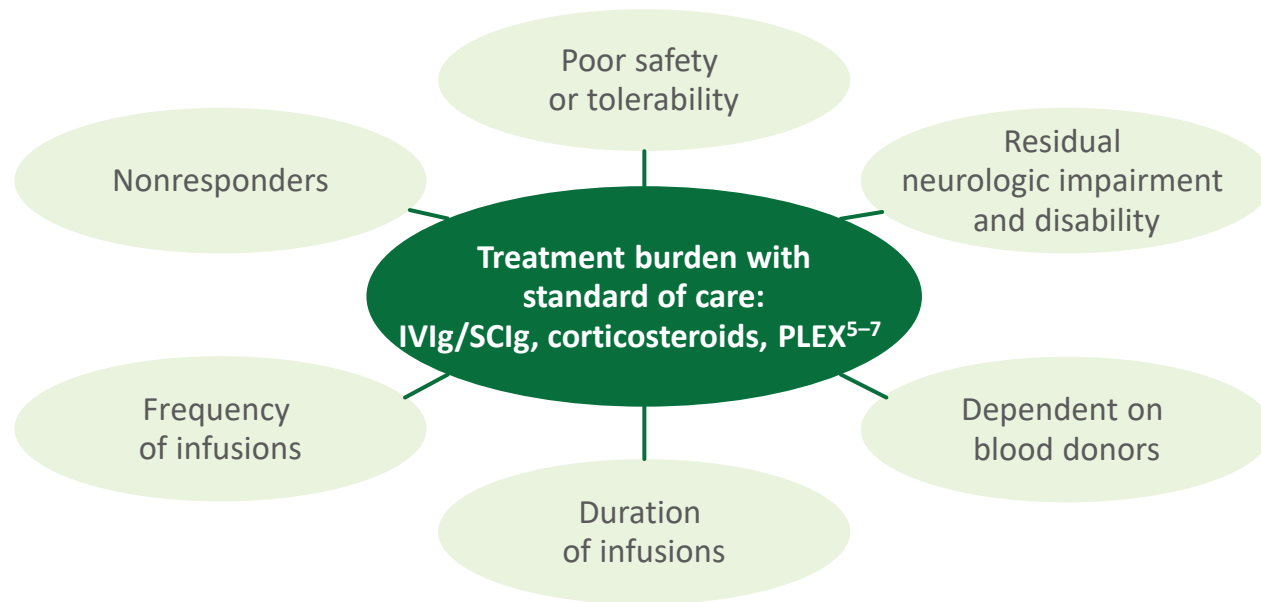 Poor safety
or tolerability
Nonresponders
Residual
neurologic impairment
and disability
Treatment burden with
standard of care:
IVIg/SCIg, corticosteroids, PLEX⁵⁻⁷
Frequency
of infusions
Dependent on
blood donors
Duration
of infusions